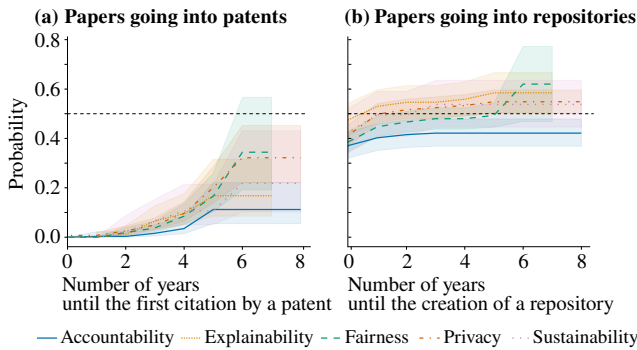 (a) Papers going into patents
(b) Papers going into repositories
Probability
0.8
0.6
0.4
0.2
0.0
0 2 4 6 8
0 2 4 6 8
Number of years
until the first citation by a patent
Number of years
until the creation of a repository
Accountability Explainability Fairness Privacy Sustainability